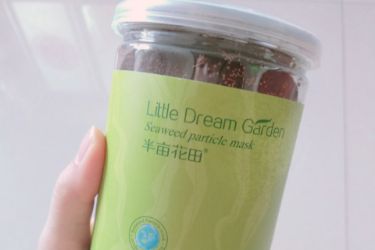 Little Dream Garden
Seaweed particle mask
半亩花田®